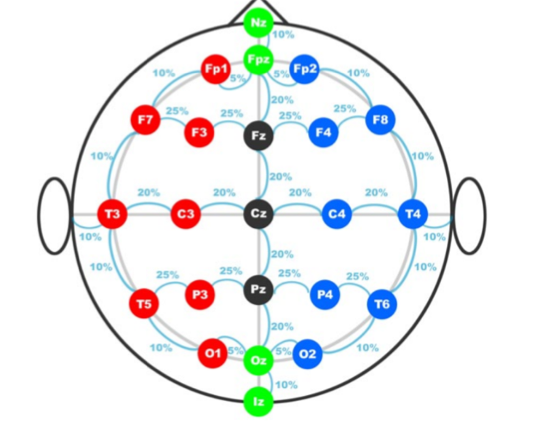 Nz
10%
Fp1 Fpz Fp2
10% 5% 5% 10%
20%
F7 25% 25% 25% 25% F8
F3 Fz F4
10% 10%
20%
20% 20% 20% 20%
T3 C3 Cz C4 T4
10% 10%
20%
10% 10%
25% 25% 25% 25%
T5 P3 Pz P4 T6
20%
10% 10%
O1 5% Oz 5% O2
10%
Iz